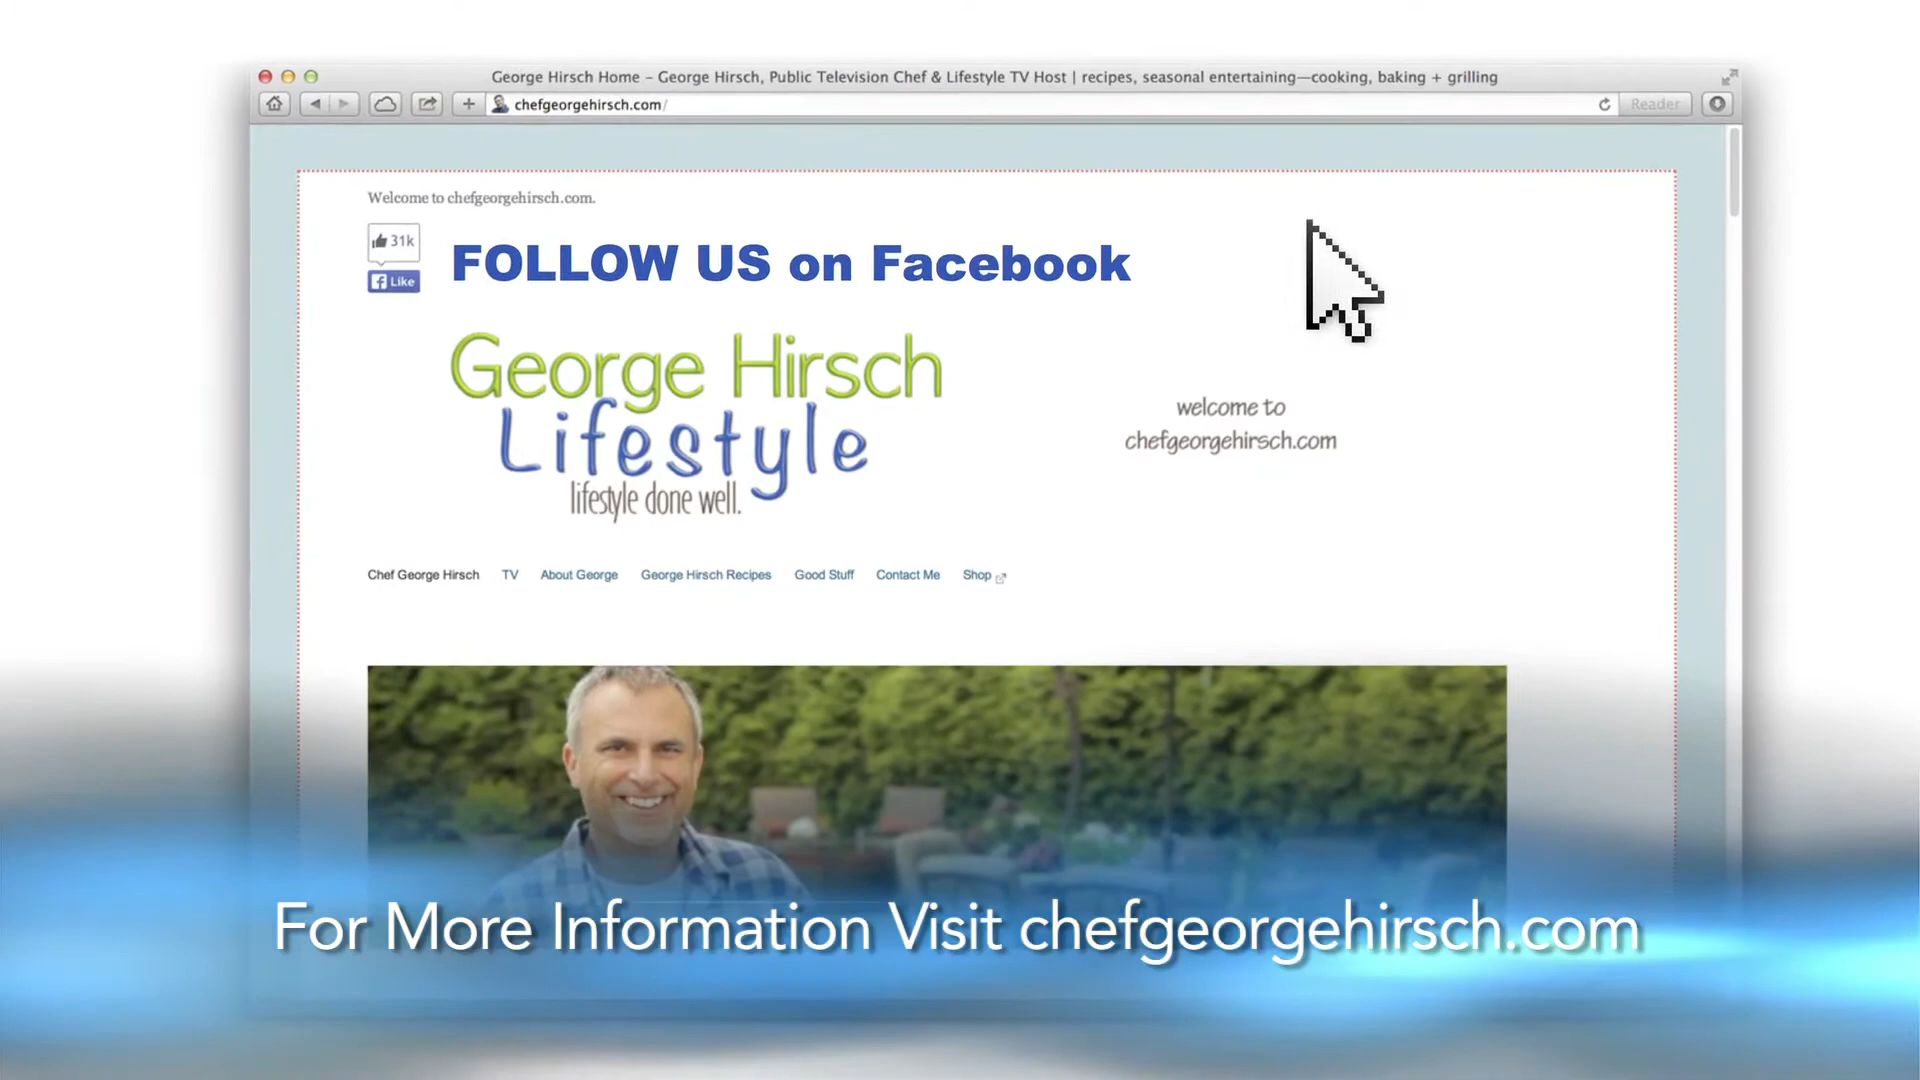 George Hirsch Home – George Hirsch, Public Television Chef & Lifestyle TV Host | recipes, seasonal entertaining—cooking, baking + grilling
chefgeorgehirsch.com/
Reader
Welcome to chefgeorgehirsch.com.
31k
Like
FOLLOW US on Facebook
George Hirsch
Lifestyle
lifestyle done well.
welcome to
chefgeorgehirsch.com
Chef George Hirsch TV About George George Hirsch Recipes Good Stuff Contact Me Shop
For More Information Visit chefgeorgehirsch.com